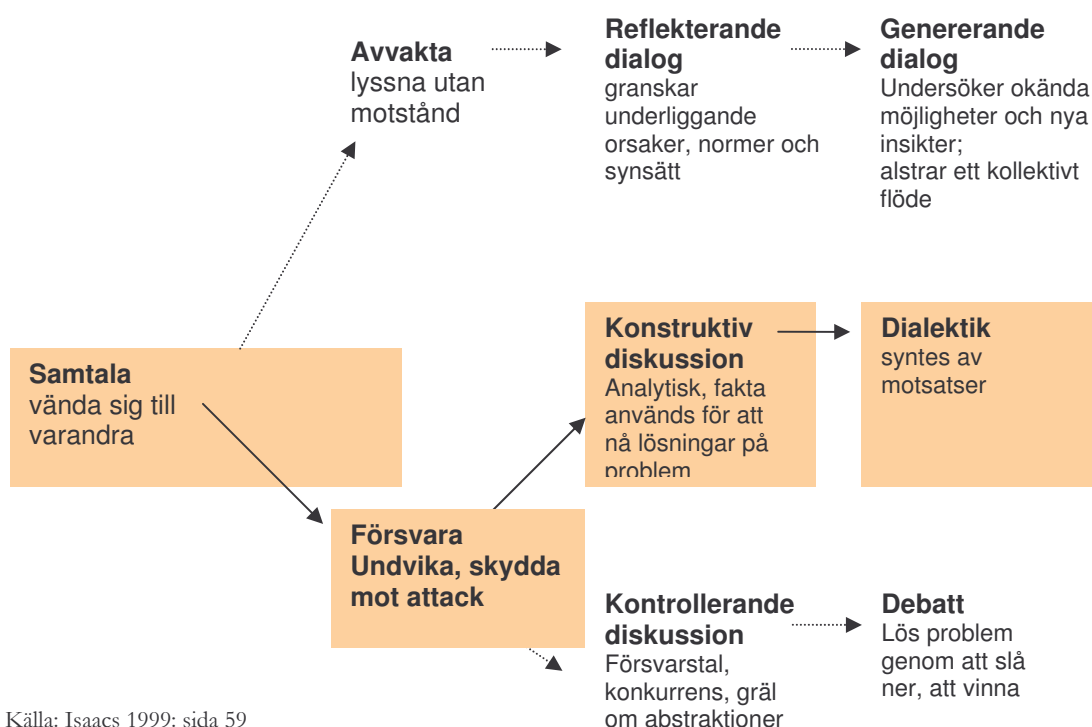 Avvakta
lyssna utan
motstånd
Reflekterande
dialog
granskar
underliggande
orsaker, normer och
synsätt
Genererande
dialog
Undersöker okända
möjligheter och nya
insikter;
alstrar ett kollektivt
flöde
Samtala
vända sig till
varandra
Konstruktiv
diskussion
Analytisk, fakta
används för att
nå lösningar på
problem
Dialektik
syntes av
motsatser
Försvara
Undvika, skydda
mot attack
Kontrollerande
diskussion
Försvarstal,
konkurrens, gräl
om abstraktioner
Debatt
Lös problem
genom att slå
ner, att vinna
Källa: Isaacs 1999: sida 59